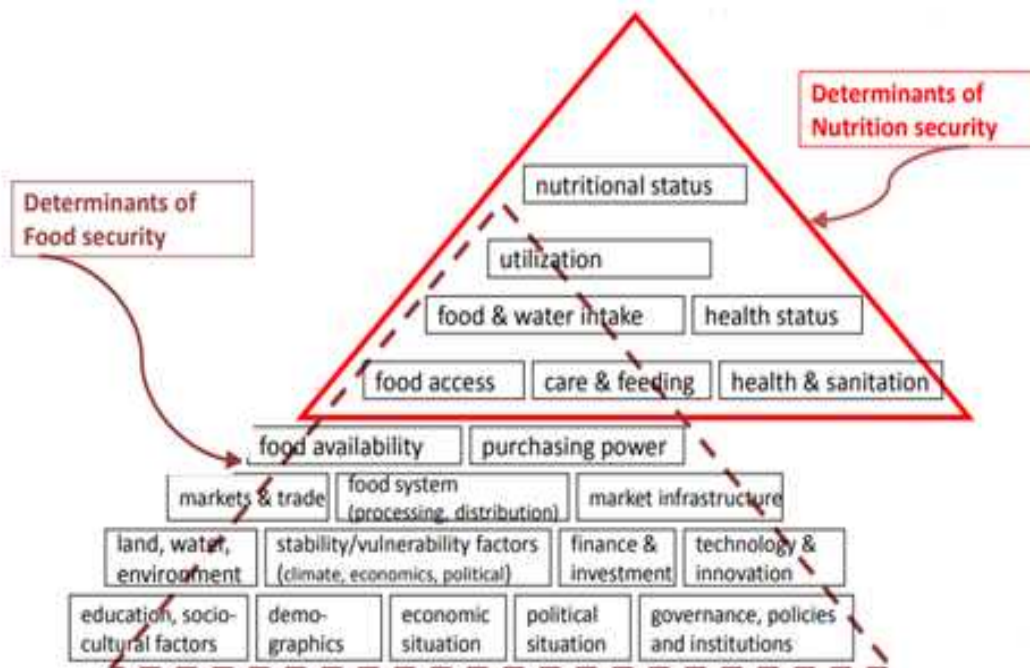 Determinants of
Nutrition security
Determinants of
Food security
nutritional status
utilization
food & water intake
health status
food access
care & feeding
health & sanitation
food availability
purchasing power
markets & trade
food system
(processing, distribution)
market infrastructure
land, water,
environment
stability/vulnerability factors
(climate, economics, political)
finance &
investment
technology &
innovation
education, socio-
cultural factors
demo-
graphics
economic
situation
political
situation
governance, policies
and institutions